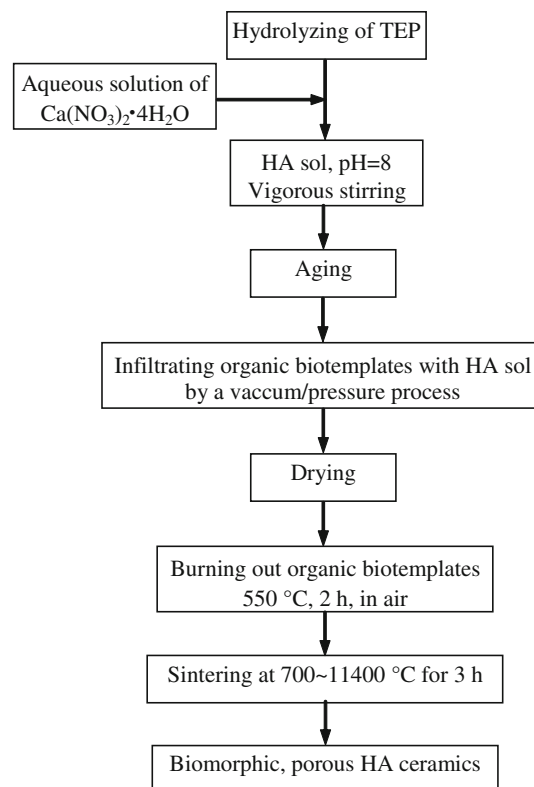 Hydrolyzing of TEP
Aqueous solution of
Ca(NO₃)₂•4H₂O
HA sol, pH=8
Vigorous stirring
Aging
Infiltrating organic biotemplates with HA sol
by a vaccum/pressure process
Drying
Burning out organic biotemplates
550 °C, 2 h, in air
Sintering at 700~11400 °C for 3 h
Biomorphic, porous HA ceramics